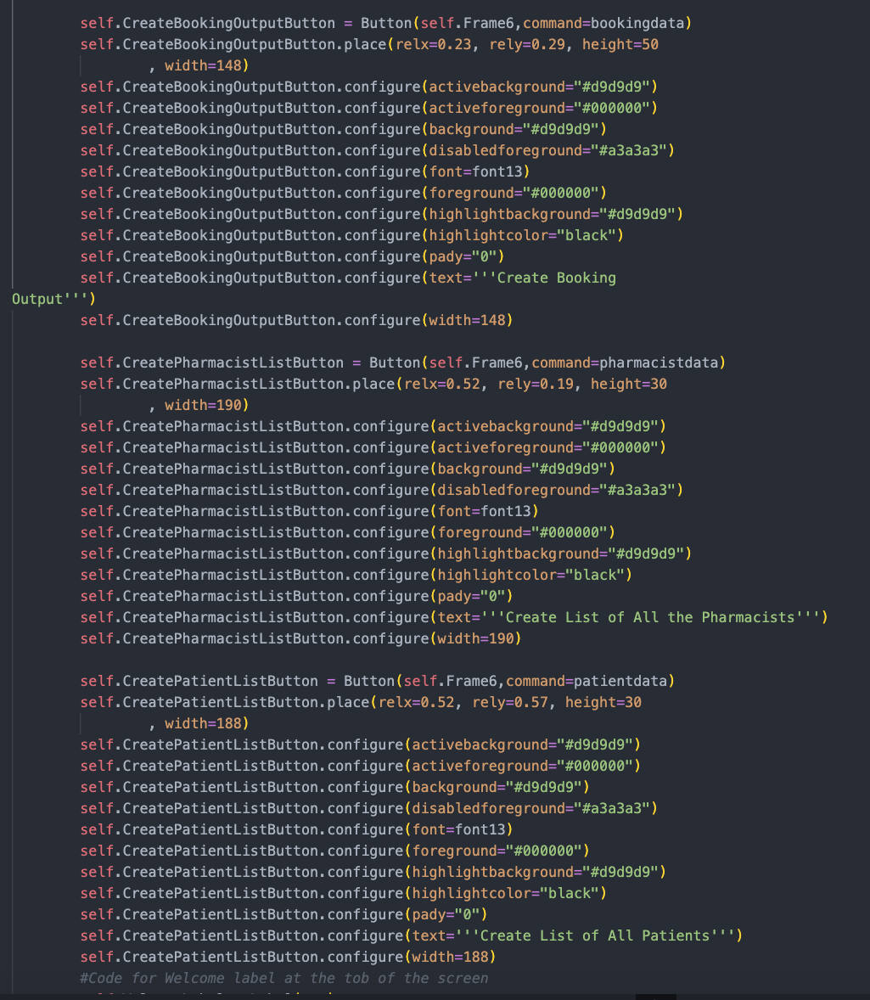 self.CreateBookingOutputButton = Button(self.Frame6,command=bookingdata)
self.CreateBookingOutputButton.place(relx=0.23, rely=0.29, height=50
, width=148)
self.CreateBookingOutputButton.configure(activebackground="#d9d9d9")
self.CreateBookingOutputButton.configure(activeforeground="#000000")
self.CreateBookingOutputButton.configure(background="#d9d9d9")
self.CreateBookingOutputButton.configure(disabledforeground="#a3a3a3")
self.CreateBookingOutputButton.configure(font=font13)
self.CreateBookingOutputButton.configure(foreground="#000000")
self.CreateBookingOutputButton.configure(highlightbackground="#d9d9d9")
self.CreateBookingOutputButton.configure(highlightcolor="black")
self.CreateBookingOutputButton.configure(pady="0")
self.CreateBookingOutputButton.configure(text='''Create Booking
Output''')
self.CreateBookingOutputButton.configure(width=148)
self.CreatePharmacistListButton = Button(self.Frame6,command=pharmacistdata)
self.CreatePharmacistListButton.place(relx=0.52, rely=0.19, height=30
, width=190)
self.CreatePharmacistListButton.configure(activebackground="#d9d9d9")
self.CreatePharmacistListButton.configure(activeforeground="#000000")
self.CreatePharmacistListButton.configure(background="#d9d9d9")
self.CreatePharmacistListButton.configure(disabledforeground="#a3a3a3")
self.CreatePharmacistListButton.configure(font=font13)
self.CreatePharmacistListButton.configure(foreground="#000000")
self.CreatePharmacistListButton.configure(highlightbackground="#d9d9d9")
self.CreatePharmacistListButton.configure(highlightcolor="black")
self.CreatePharmacistListButton.configure(pady="0")
self.CreatePharmacistListButton.configure(text='''Create List of All the Pharmacists''')
self.CreatePharmacistListButton.configure(width=190)
self.CreatePatientListButton = Button(self.Frame6,command=patientdata)
self.CreatePatientListButton.place(relx=0.52, rely=0.57, height=30
, width=188)
self.CreatePatientListButton.configure(activebackground="#d9d9d9")
self.CreatePatientListButton.configure(activeforeground="#000000")
self.CreatePatientListButton.configure(background="#d9d9d9")
self.CreatePatientListButton.configure(disabledforeground="#a3a3a3")
self.CreatePatientListButton.configure(font=font13)
self.CreatePatientListButton.configure(foreground="#000000")
self.CreatePatientListButton.configure(highlightbackground="#d9d9d9")
self.CreatePatientListButton.configure(highlightcolor="black")
self.CreatePatientListButton.configure(pady="0")
self.CreatePatientListButton.configure(text='''Create List of All Patients''')
self.CreatePatientListButton.configure(width=188)
#Code for Welcome label at the tob of the screen